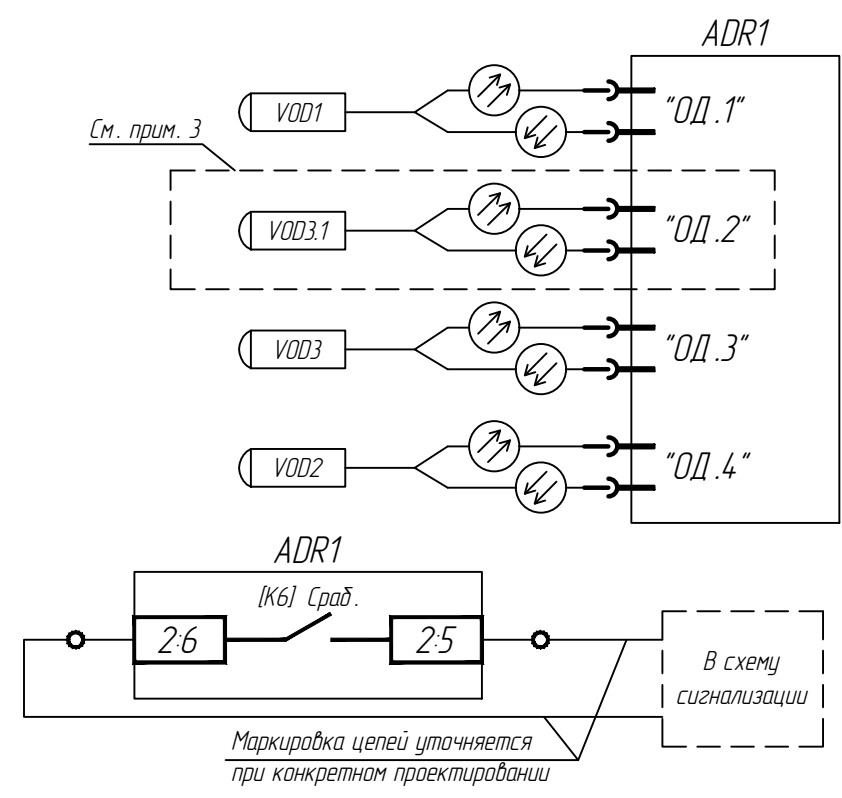 ADR1
VOD1
"ОД.1"
См. прим. 3
VOD3.1
"ОД.2"
VOD3
"ОД.3"
VOD2
"ОД.4"
ADR1
[K6] Сраб.
2:6
2:5
В схему
сигнализации
Маркировка цепей уточняется
при конкретном проектировании